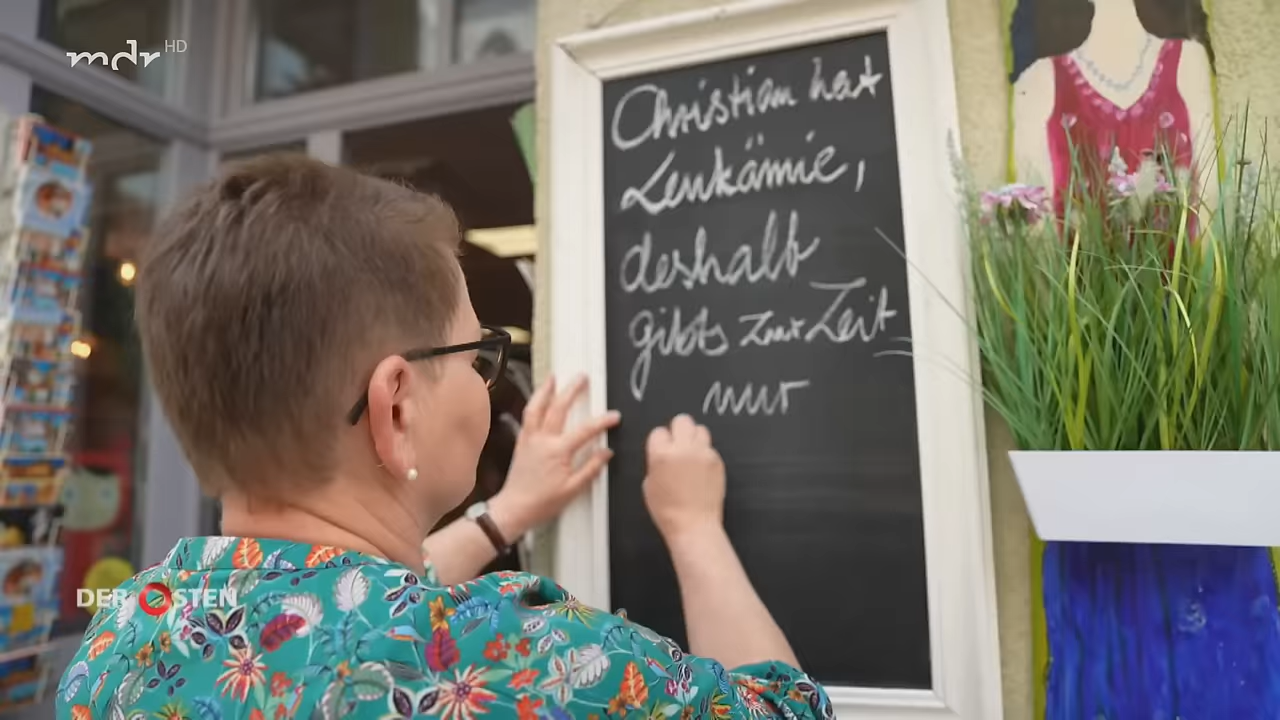 mdr HD
Christian hat
Leukämie,
deshalb
gibts zur Zeit
nur
DER OSTEN